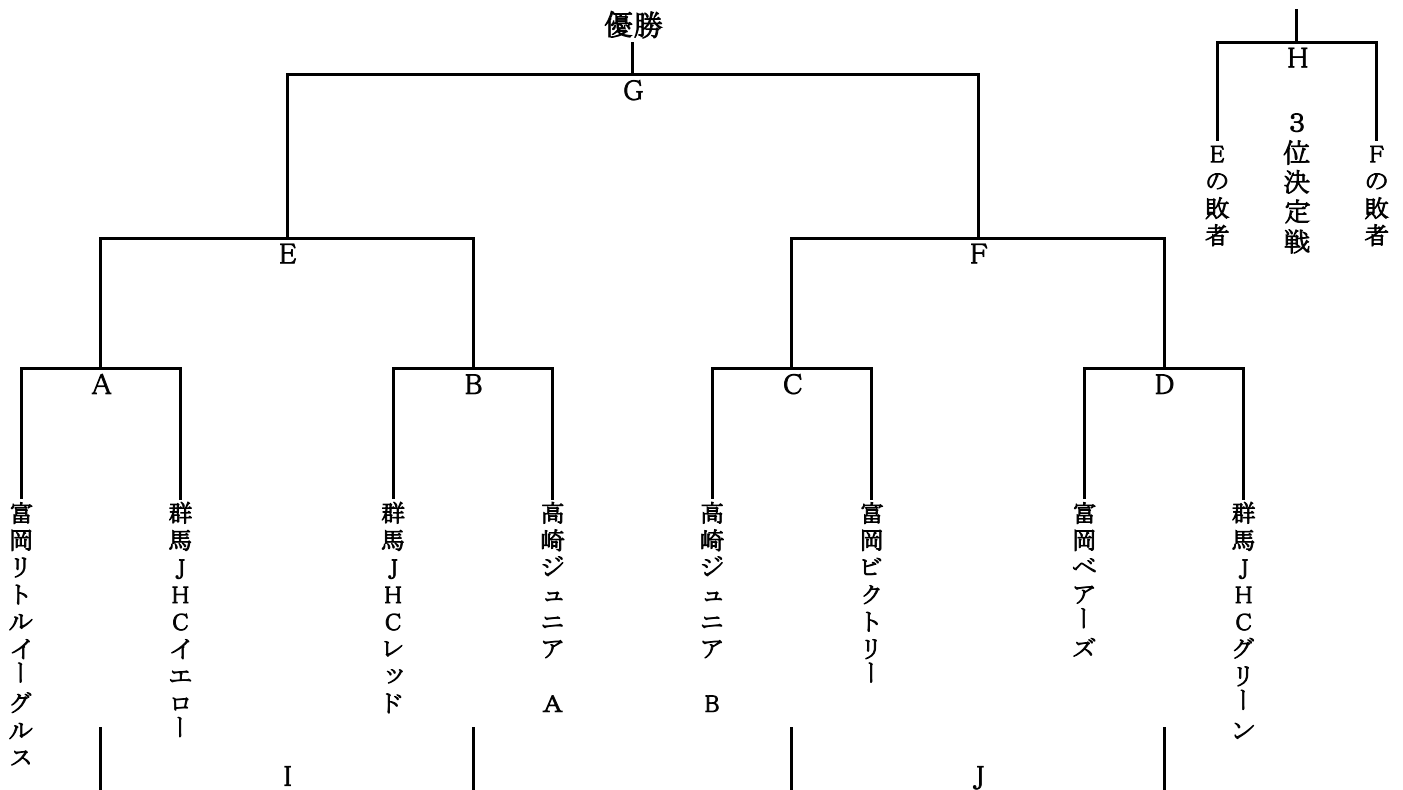 優勝
G
H
３位決定戦
Eの敗者
Fの敗者
E
F
A
B
C
D
富岡リトルイーグルス
群馬JHCイエロー
群馬JHCレッド
高崎ジュニア　A
高崎ジュニア　B
富岡ビクトリー
富岡ベアーズ
群馬JHCグリーン
I
J